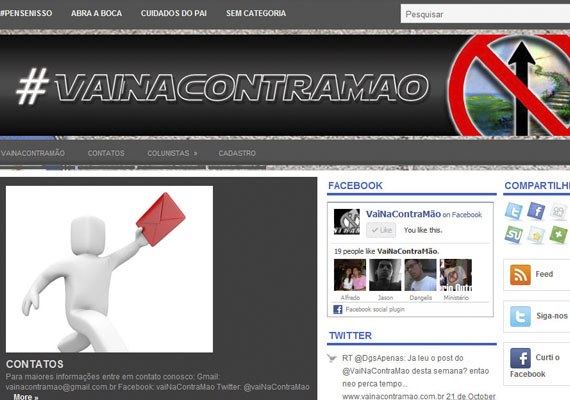 #PENSENISSO ABRA A BOCA CUIDADOS DO PAI SEM CATEGORIA
Pesquisar
#VAINACONTRAMAO
VAINACONTRAMÃO CONTATOS COLUNISTAS » CADASTRO
FACEBOOK
VaiNaContraMão on Facebook
Like You like this.
19 people like VaiNaContraMão.
Alfredo Jason Dangells Ministério
Facebook social plugin
TWITTER
RT @DgsApenas: Ja leu o post do
@VaiNaContraMao desta semana? entao
neo perca tempo...
www.vainacontramao.com.br 21 de October
COMPARTILHE
Feed
Siga-nos
Curti o
Facebook
CONTATOS
Para maiores informações entre em contato conosco: Gmail:
vainacontramao@gmail.com.br Facebook: vaiNaContraMao Twitter: @vaiNaContraMao
More »